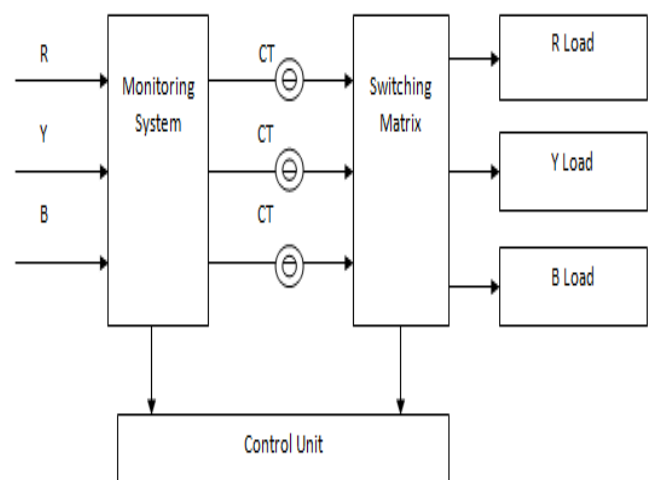 R
CT
R Load
Monitoring
System
Switching
Matrix
Y
CT
Y Load
B
CT
B Load
Control Unit